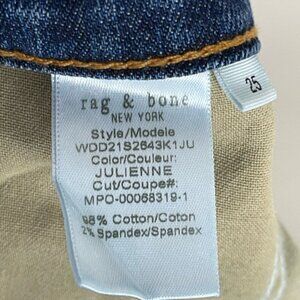 rag & bone
NEW YORK
Style/Modele
WDD21S2643K1JU
Color/Couleur:
JULIENNE
Cut/Coupe#:
MPO-00068319-1
98% Cotton/Coton
2% Spandex/Spandex
25